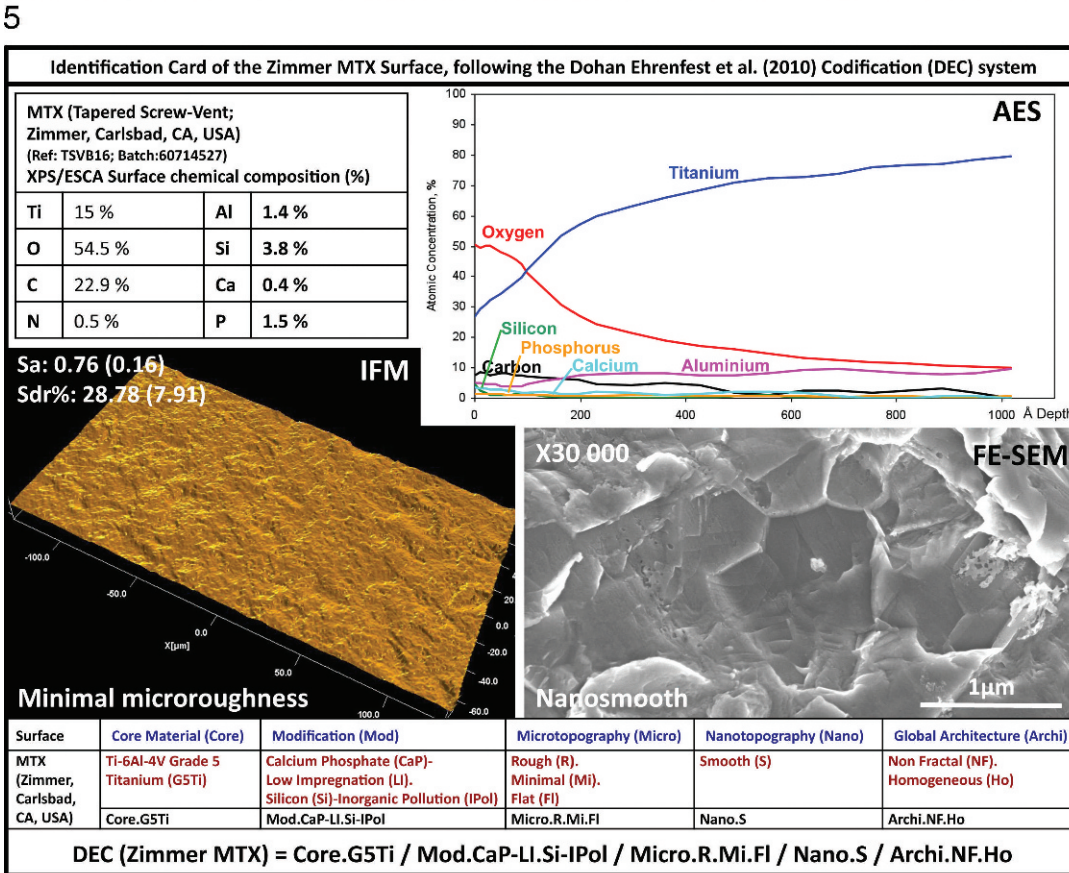 5
Identification Card of the Zimmer MTX Surface, following the Dohan Ehrenfest et al. (2010) Codification (DEC) system
MTX (Tapered Screw-Vent;
Zimmer, Carlsbad, CA, USA)
(Ref: TSVB16; Batch:60714527)
XPS/ESCA Surface chemical composition (%)
Ti 15 % Al 1.4 %
O 54.5 % Si 3.8 %
C 22.9 % Ca 0.4 %
N 0.5 % P 1.5 %
AES
Atomic Concentration, %
100
90
80
70
60
50
40
30
20
10
0
0 200 400 600 800 1000 Å Depth
Titanium
Oxygen
Silicon
Phosphorus
Carbon
Calcium
Aluminium
Sa: 0.76 (0.16)
Sdr%: 28.78 (7.91)
IFM
-100.0
-50.0
0.0
X[µm]
50.0
100.0
0.0
-20.0
-40.0
-60.0
Minimal microroughness
X30 000
FE-SEM
Nanosmooth
1µm
Surface Core Material (Core) Modification (Mod) Microtopography (Micro) Nanotopography (Nano) Global Architecture (Archi)
MTX Ti-6Al-4V Grade 5 Calcium Phosphate (CaP)- Rough (R). Smooth (S) Non Fractal (NF).
(Zimmer, Titanium (G5Ti) Low Impregnation (LI). Minimal (Mi). Homogeneous (Ho)
Carlsbad, Silicon (Si)-Inorganic Pollution (IPol) Flat (Fl)
CA, USA) Core.G5Ti Mod.CaP-LI.Si-IPol Micro.R.Mi.Fl Nano.S Archi.NF.Ho
DEC (Zimmer MTX) = Core.G5Ti / Mod.CaP-LI.Si-IPol / Micro.R.Mi.Fl / Nano.S / Archi.NF.Ho